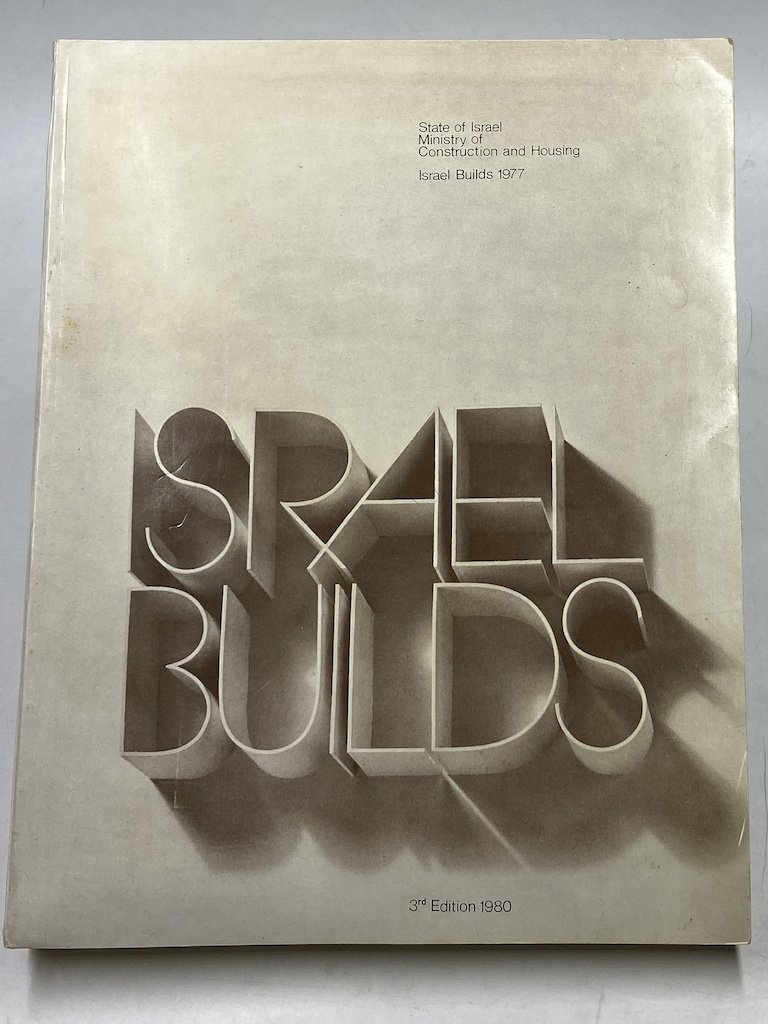 State of Israel
Ministry of
Construction and Housing
Israel Builds 1977
ISRAEL
BUILDS
3rd Edition 1980